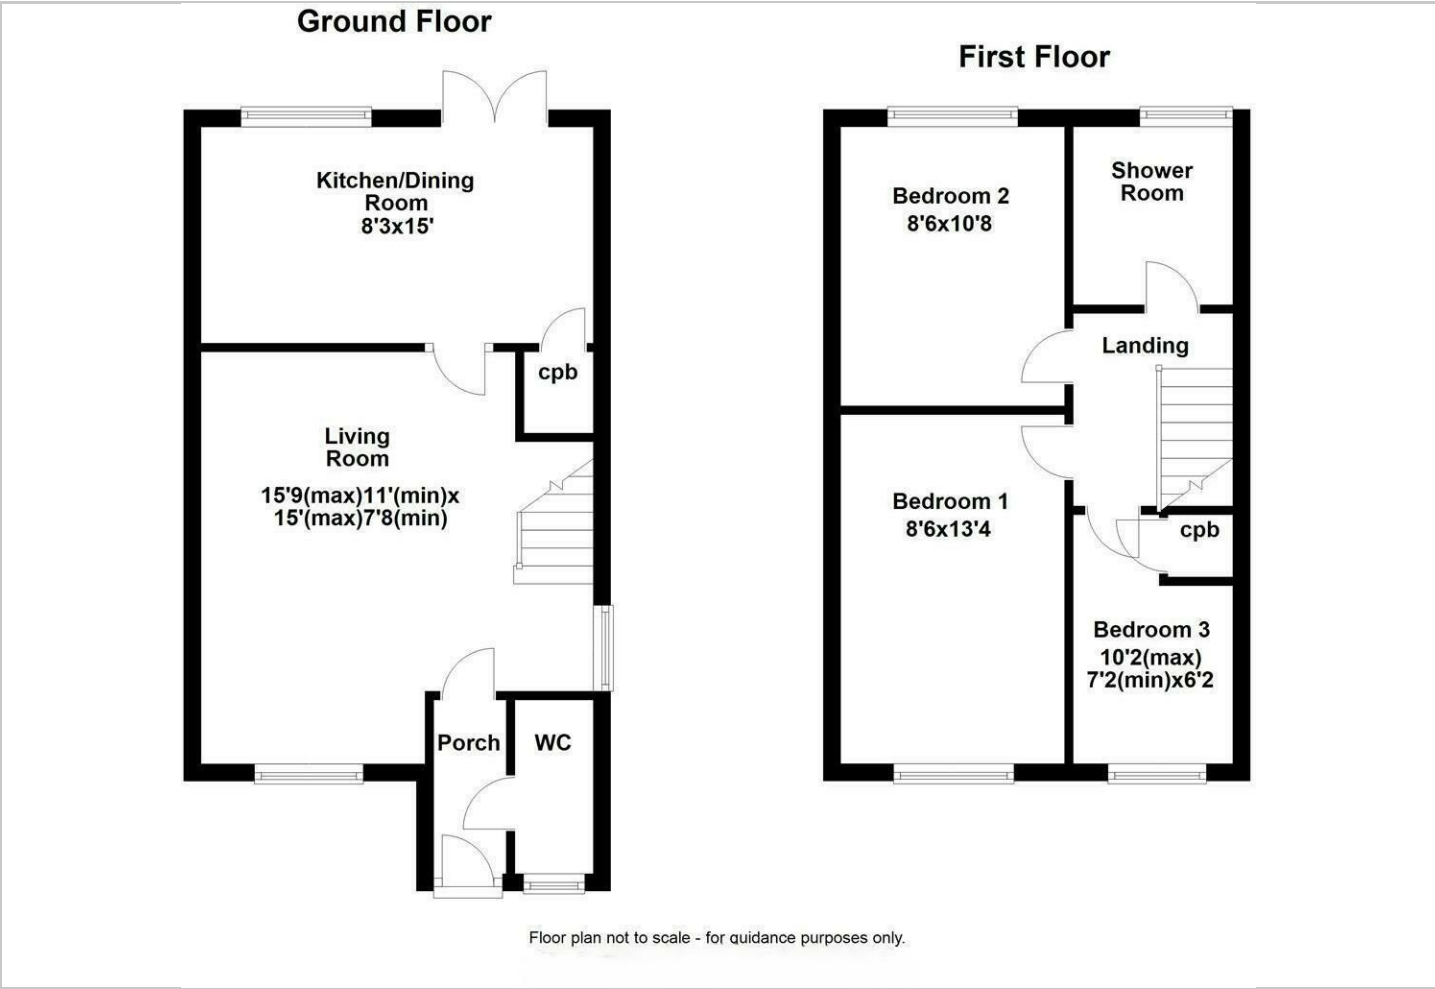 Ground Floor
Kitchen/Dining
Room
8'3x15'
cpb
Living
Room
15'9(max)11'(min)x
15'(max)7'8(min)
Porch
WC
First Floor
Bedroom 2
8'6x10'8
Shower
Room
Landing
Bedroom 1
8'6x13'4
cpb
Bedroom 3
10'2(max)
7'2(min)x6'2
Floor plan not to scale - for guidance purposes only.